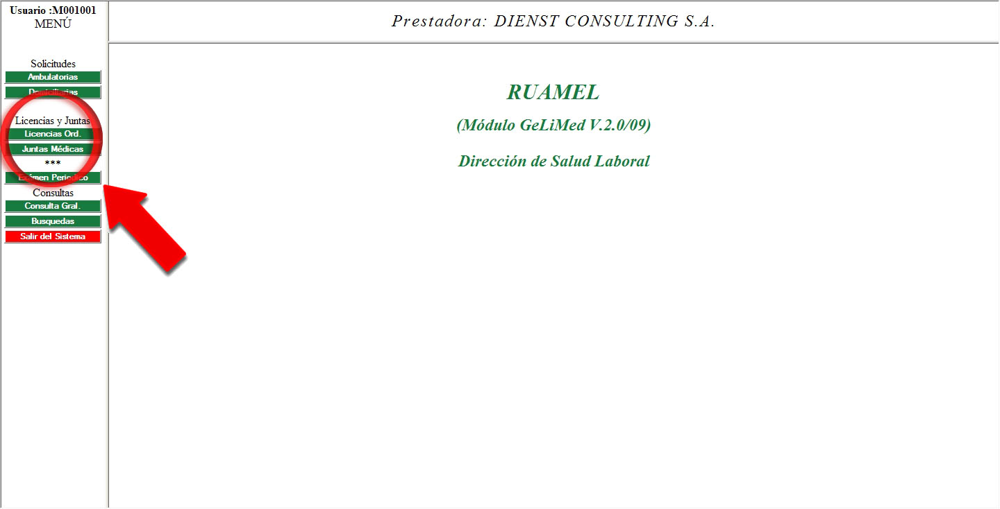 Usuario :M001001
MENÚ
Solicitudes
Ambulatorias
Domiciliarias
Licencias y Juntas
Licencias Ord.
Juntas Médicas
***
Exámen Periodico
Consultas
Consulta Gral.
Busquedas
Salir del Sistema
Prestadora: DIENST CONSULTING S.A.
RUAMEL
(Módulo GeLiMed V.2.0/09)
Dirección de Salud Laboral